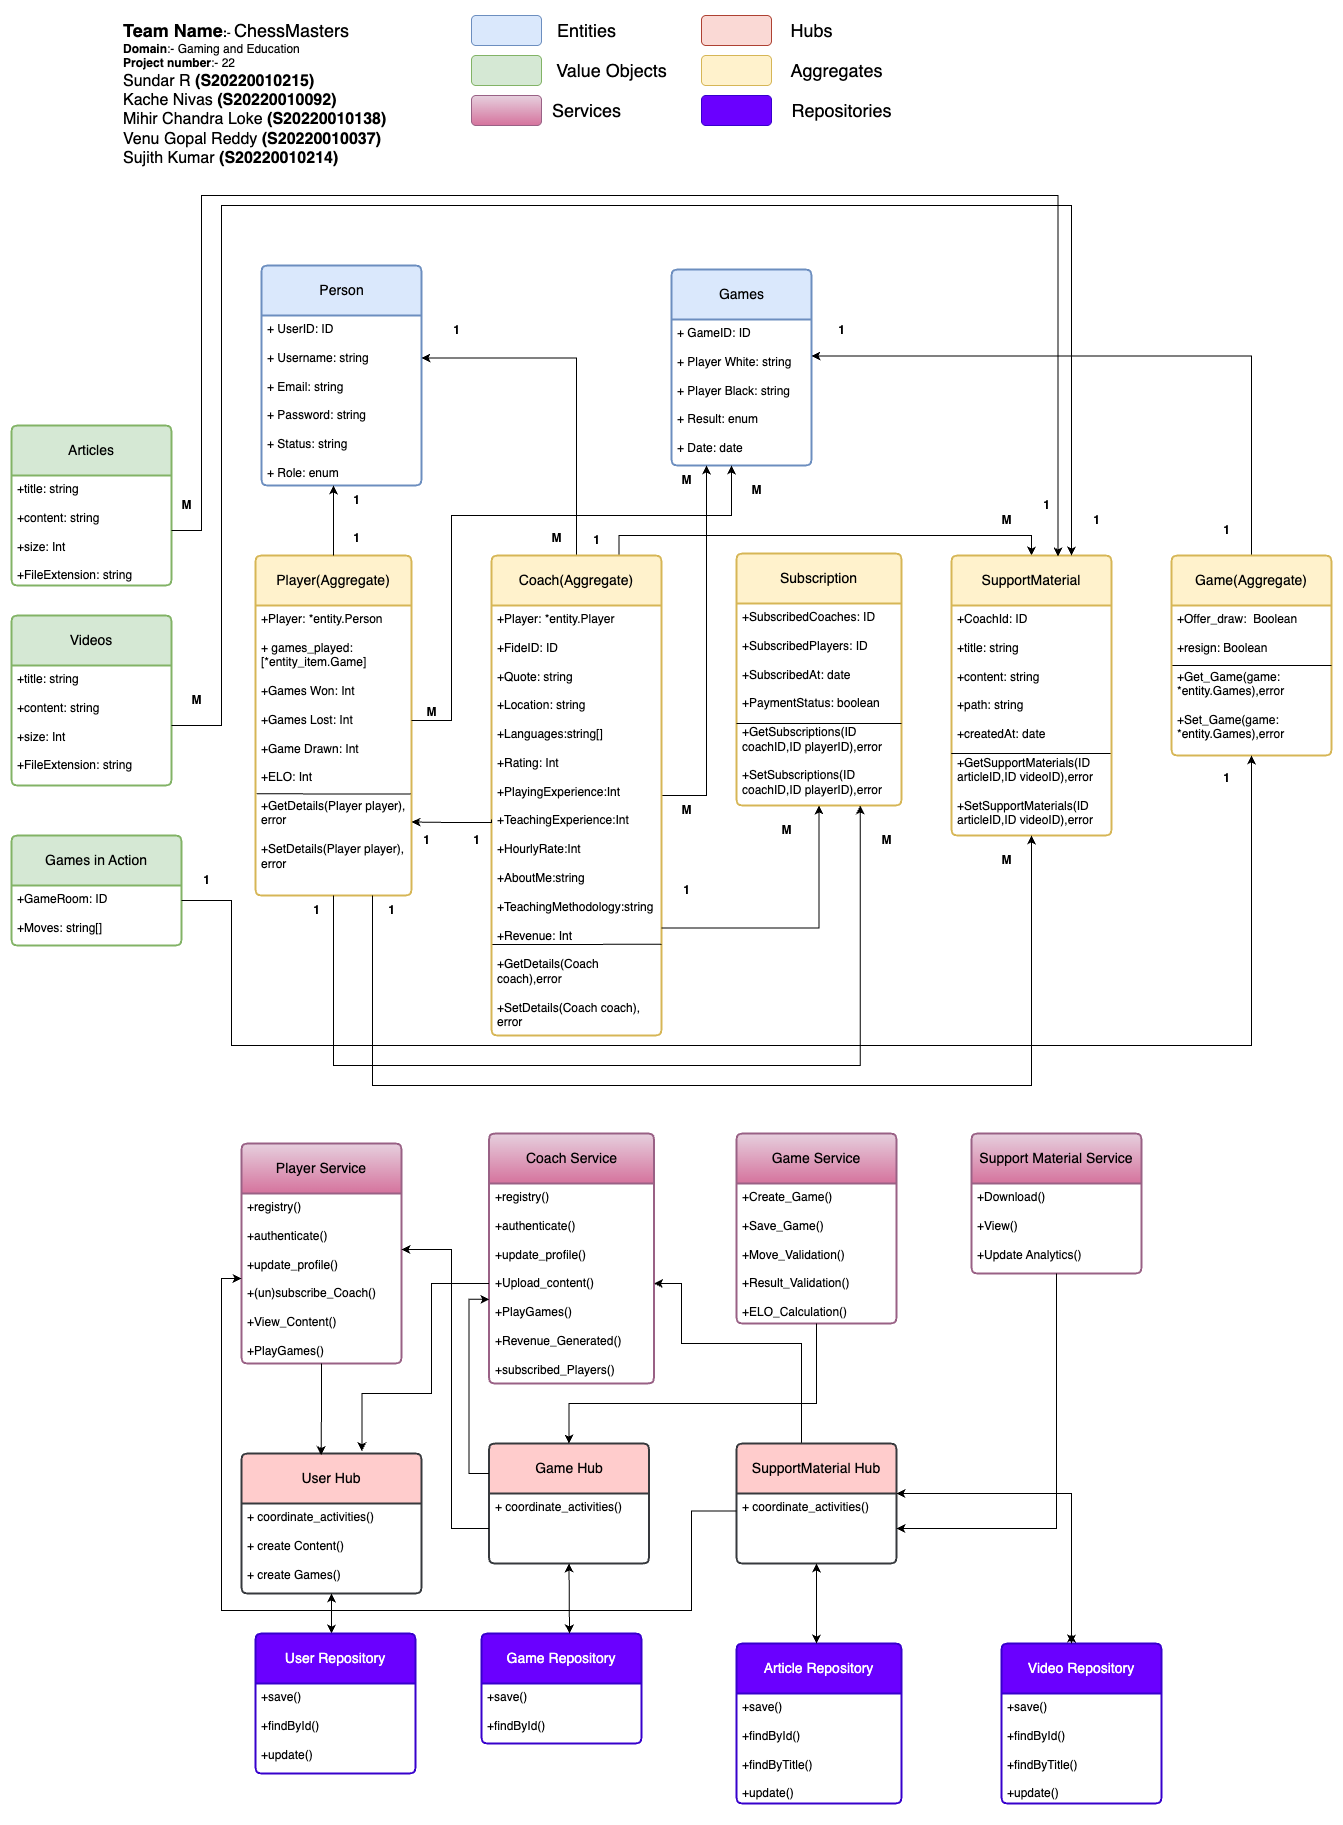 Team Name:- ChessMasters
Domain:- Gaming and Education
Project number:- 22
Sundar R (S20220010215)
Kache Nivas (S20220010092)
Mihir Chandra Loke (S20220010138)
Venu Gopal Reddy (S20220010037)
Sujith Kumar (S20220010214)
Entities
Hubs
Value Objects
Aggregates
Services
Repositories
Person
+ UserID: ID
+ Username: string
+ Email: string
+ Password: string
+ Status: string
+ Role: enum
1
Games
+ GameID: ID
+ Player White: string
+ Player Black: string
+ Result: enum
+ Date: date
1
Articles
+title: string
+content: string
+size: Int
+FileExtension: string
M
Videos
+title: string
+content: string
+size: Int
+FileExtension: string
M
Games in Action
+GameRoom: ID
+Moves: string[]
1
1
1
M
1
M
M
M
1
1
1
Player(Aggregate)
+Player: *entity.Person
+ games_played:
[*entity_item.Game]
+Games Won: Int
+Games Lost: Int
+Game Drawn: Int
+ELO: Int
+GetDetails(Player player),
error
+SetDetails(Player player),
error
M
1
1
1
1
Coach(Aggregate)
+Player: *entity.Player
+FideID: ID
+Quote: string
+Location: string
+Languages:string[]
+Rating: Int
+PlayingExperience:Int
+TeachingExperience:Int
+HourlyRate:Int
+AboutMe:string
+TeachingMethodology:string
+Revenue: Int
+GetDetails(Coach
coach),error
+SetDetails(Coach coach),
error
M
1
Subscription
+SubscribedCoaches: ID
+SubscribedPlayers: ID
+SubscribedAt: date
+PaymentStatus: boolean
+GetSubscriptions(ID
coachID,ID playerID),error
+SetSubscriptions(ID
coachID,ID playerID),error
M
M
SupportMaterial
+CoachId: ID
+title: string
+content: string
+path: string
+createdAt: date
+GetSupportMaterials(ID
articleID,ID videoID),error
+SetSupportMaterials(ID
articleID,ID videoID),error
M
Game(Aggregate)
+Offer_draw: Boolean
+resign: Boolean
+Get_Game(game:
*entity.Games),error
+Set_Game(game:
*entity.Games),error
1
Player Service
+registry()
+authenticate()
+update_profile()
+(un)subscribe_Coach()
+View_Content()
+PlayGames()
Coach Service
+registry()
+authenticate()
+update_profile()
+Upload_content()
+PlayGames()
+Revenue_Generated()
+subscribed_Players()
Game Service
+Create_Game()
+Save_Game()
+Move_Validation()
+Result_Validation()
+ELO_Calculation()
Support Material Service
+Download()
+View()
+Update Analytics()
User Hub
+ coordinate_activities()
+ create Content()
+ create Games()
Game Hub
+ coordinate_activities()
SupportMaterial Hub
+ coordinate_activities()
User Repository
+save()
+findById()
+update()
Game Repository
+save()
+findById()
Article Repository
+save()
+findById()
+findByTitle()
+update()
Video Repository
+save()
+findById()
+findByTitle()
+update()